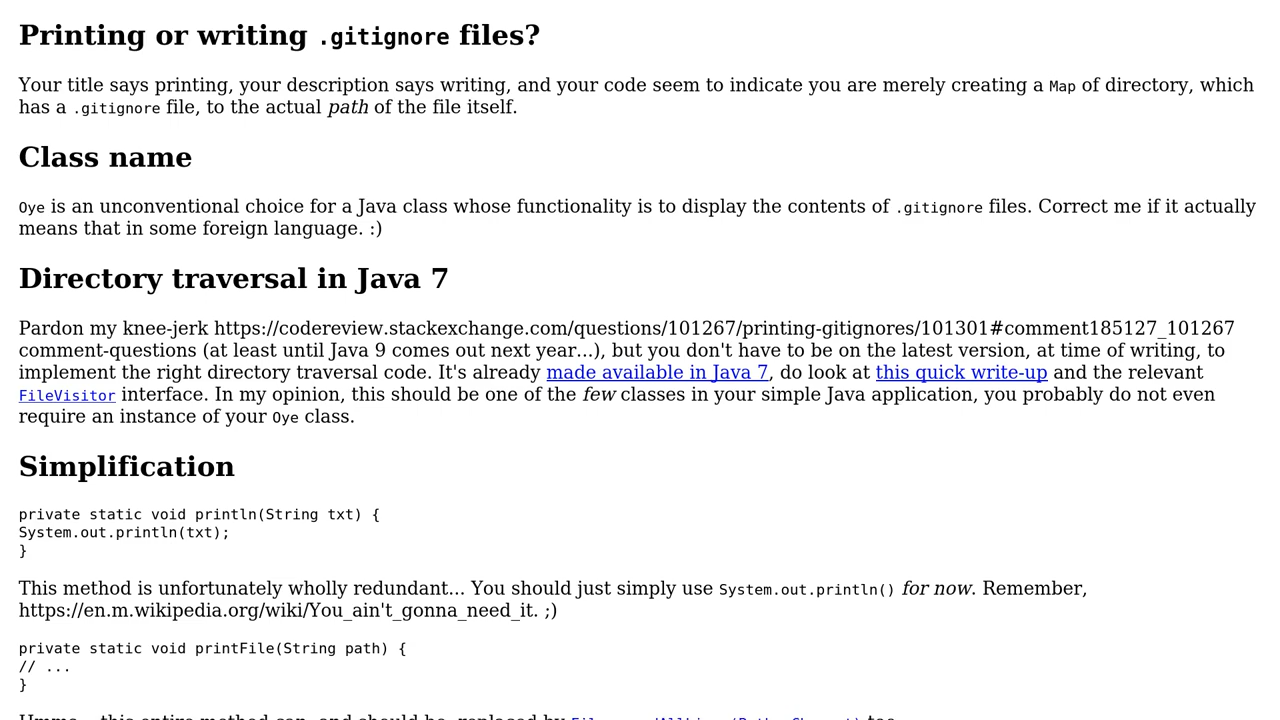 Printing or writing .gitignore files?
Your title says printing, your description says writing, and your code seem to indicate you are merely creating a Map of directory, which
has a .gitignore file, to the actual path of the file itself.
Class name
Oye is an unconventional choice for a Java class whose functionality is to display the contents of .gitignore files. Correct me if it actually
means that in some foreign language. :)
Directory traversal in Java 7
Pardon my knee-jerk https://codereview.stackexchange.com/questions/101267/printing-gitignores/101301#comment185127_101267
comment-questions (at least until Java 9 comes out next year...), but you don't have to be on the latest version, at time of writing, to
implement the right directory traversal code. It's already made available in Java 7, do look at this quick write-up and the relevant
FileVisitor interface. In my opinion, this should be one of the few classes in your simple Java application, you probably do not even
require an instance of your Oye class.
Simplification
private static void println(String txt) {
System.out.println(txt);
}
This method is unfortunately wholly redundant... You should just simply use System.out.println() for now. Remember,
https://en.m.wikipedia.org/wiki/You_ain't_gonna_need_it. ;)
private static void printFile(String path) {
// ...
}